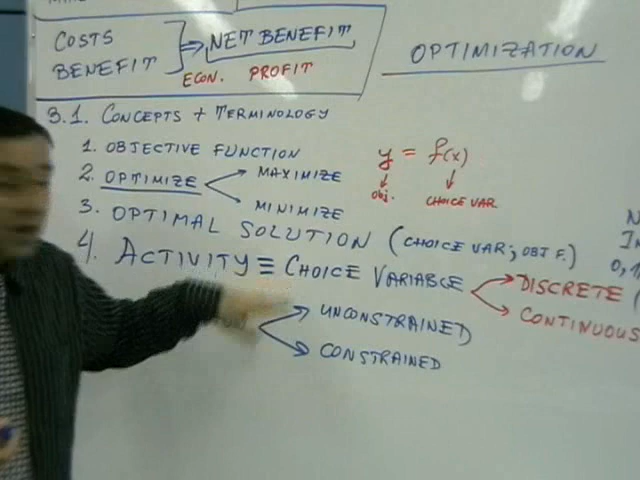 COSTS
BENEFIT
NET BENEFIT
ECON. PROFIT
OPTIMIZATION
3.1. CONCEPTS + TERMINOLOGY
1. OBJECTIVE FUNCTION
y = f(x)
OBJ.
CHOICE VAR
2. OPTIMIZE
MAXIMIZE
MINIMIZE
3. OPTIMAL SOLUTION (CHOICE VAR; OBJ F.)
4. ACTIVITY ≡ CHOICE VARIABLE
DISCRETE (
CONTINUOUS
UNCONSTRAINED
CONSTRAINED